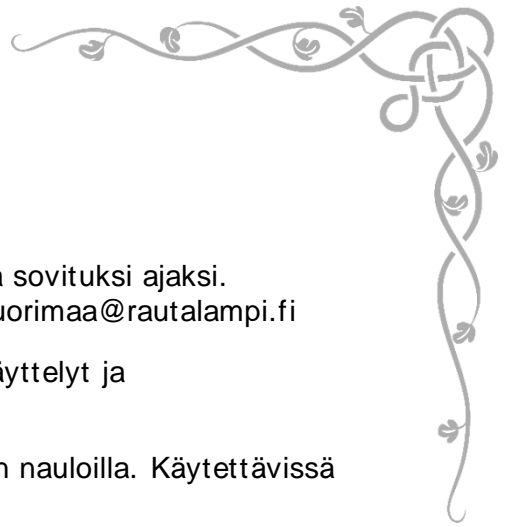 a sovituksi ajaksi.
uorimaa@rautalampi.fi
äyttelyt ja
n nauloilla. Käytettävissä